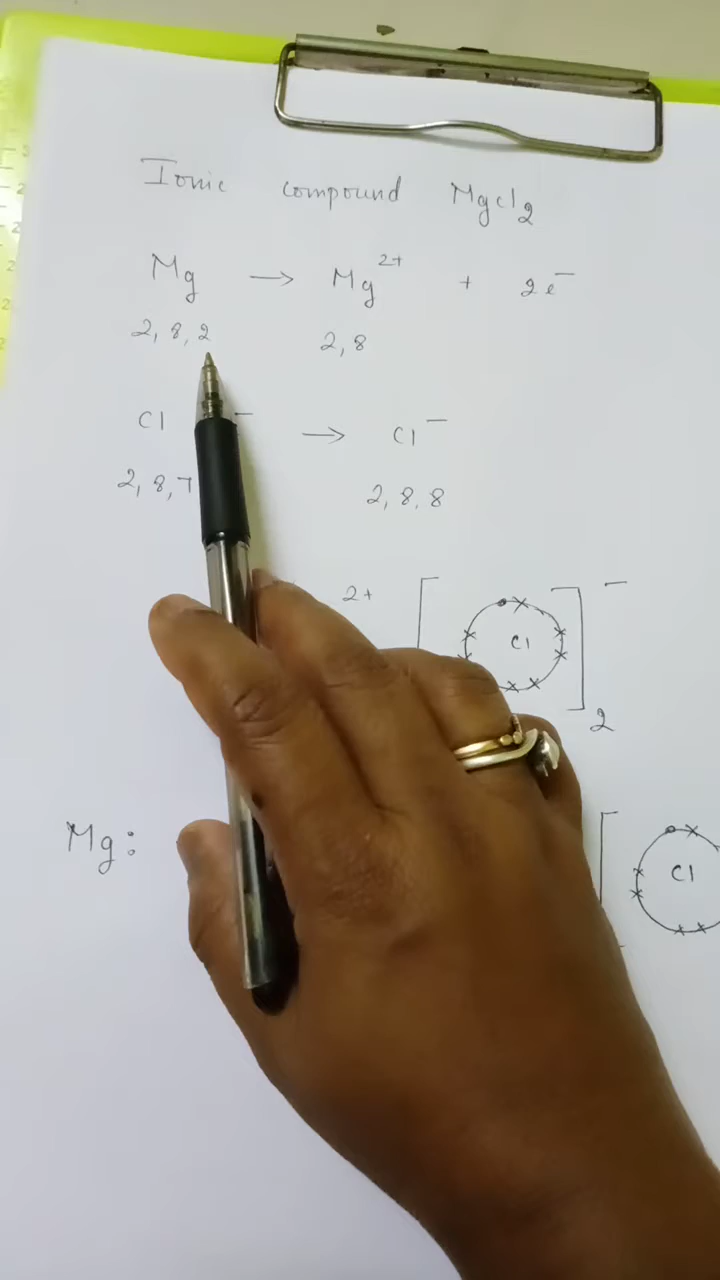 Ionic compound MgCl₂
Mg → Mg²⁺ + 2e⁻
2, 8, 2 2, 8
Cl ⁻ → Cl⁻
2, 8, 7 2, 8, 8
2+ [ Cl ]⁻ ₂
Mg: [ Cl